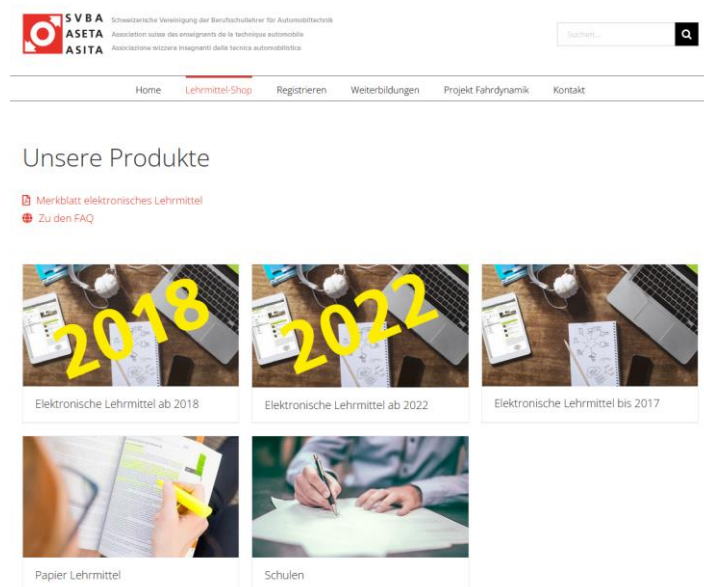 SVBA Schweizerische Vereinigung der Berufsschullehrer für Automobiltechnik
ASETA Association suisse des enseignants de la technique automobile
ASITA Associazione svizzera insegnanti della tecnica automobilistica
Suchen...
Home Lehrmittel-Shop Registrieren Weiterbildungen Projekt Fahrdynamik Kontakt
Unsere Produkte
Merkblatt elektronisches Lehrmittel
Zu den FAQ
2018 2022
Elektronische Lehrmittel ab 2018 Elektronische Lehrmittel ab 2022 Elektronische Lehrmittel bis 2017
Papier Lehrmittel Schulen